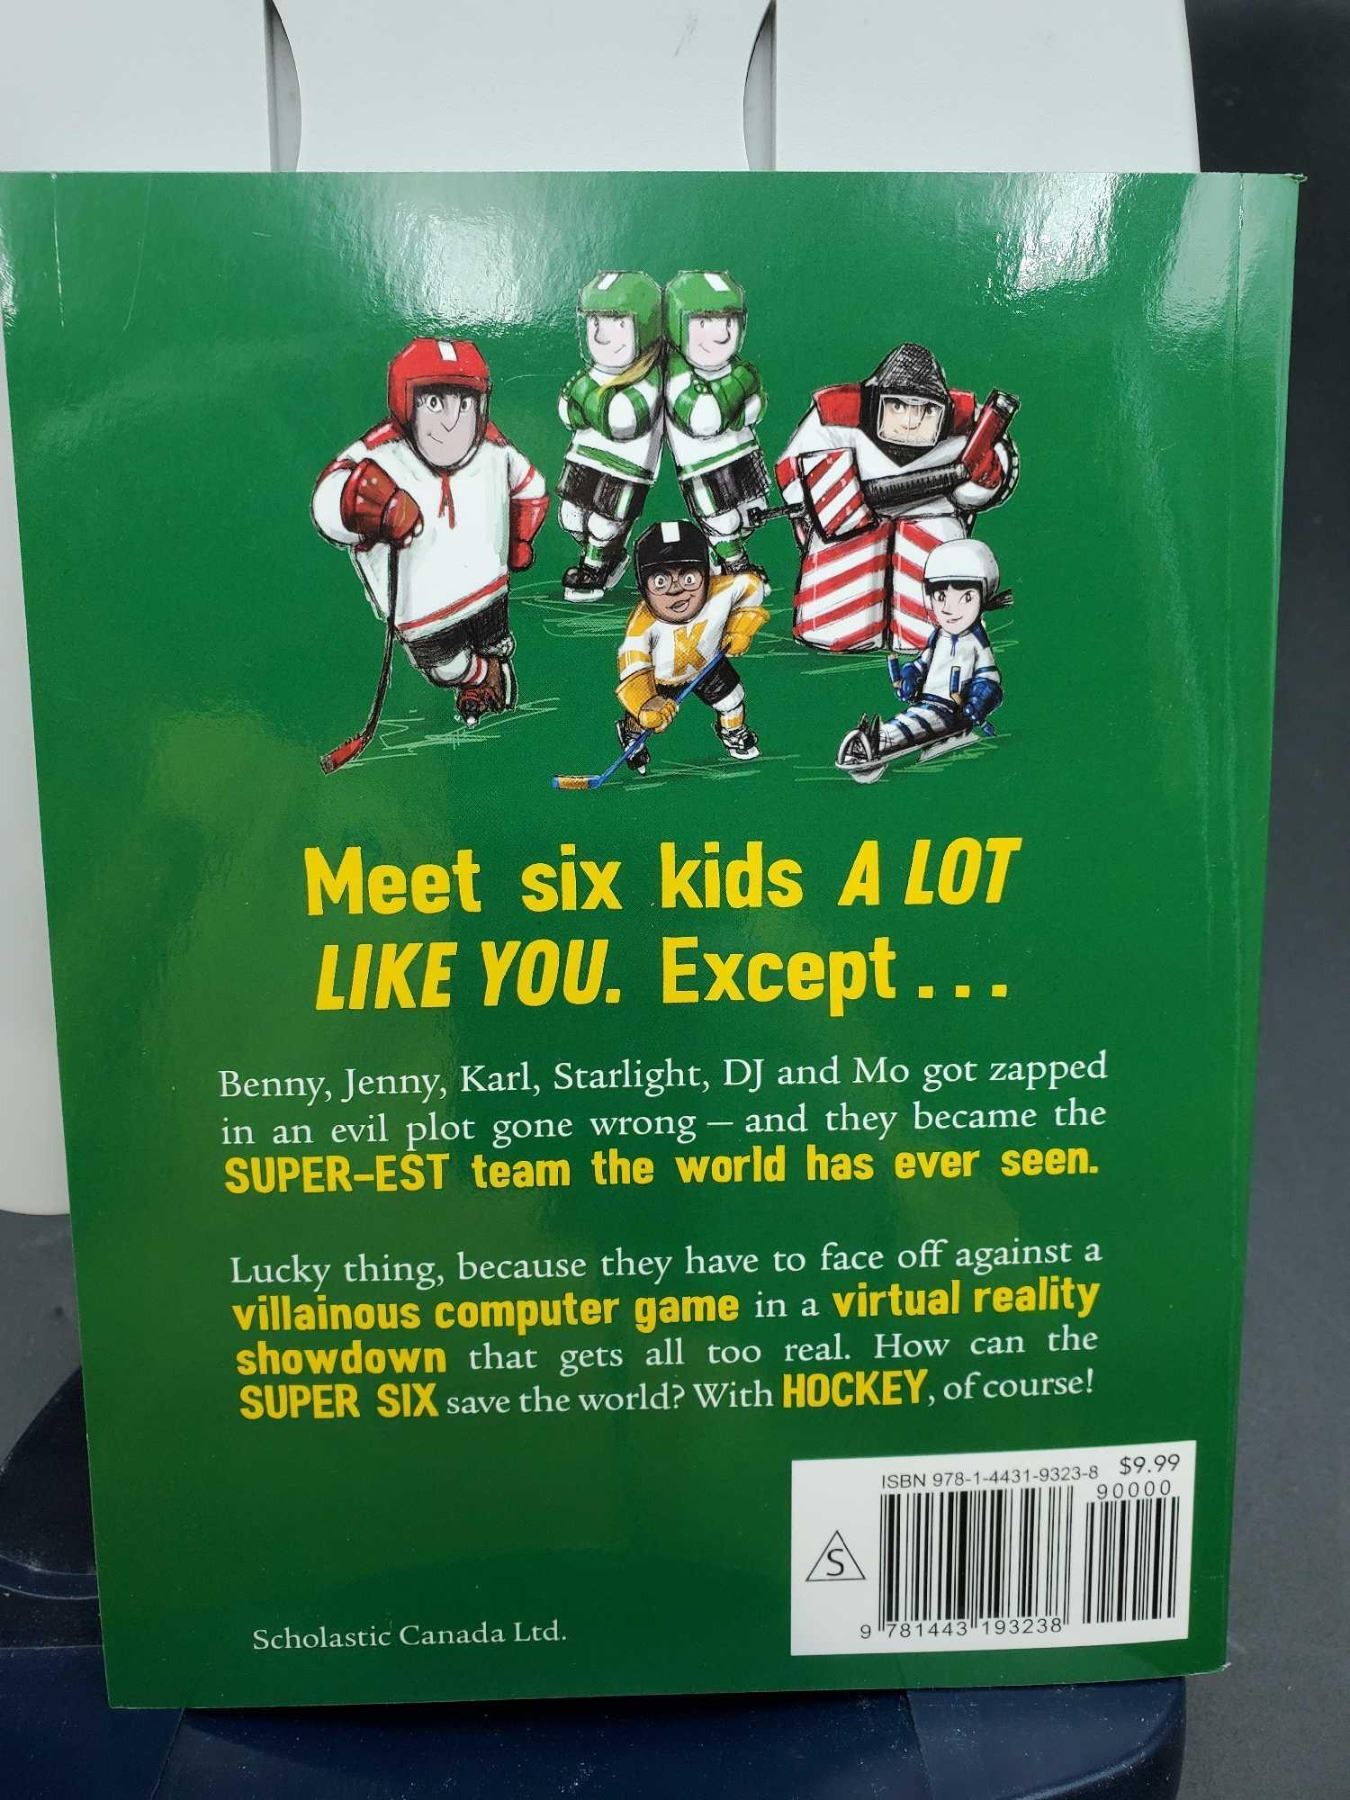 K
Meet six kids A LOT
LIKE YOU. Except . . .
Benny, Jenny, Karl, Starlight, DJ and Mo got zapped
in an evil plot gone wrong – and they became the
SUPER-EST team the world has ever seen.
Lucky thing, because they have to face off against a
villainous computer game in a virtual reality
showdown that gets all too real. How can the
SUPER SIX save the world? With HOCKEY, of course!
ISBN 978-1-4431-9323-8 $9.99
90000
S
9 781443 193238
Scholastic Canada Ltd.